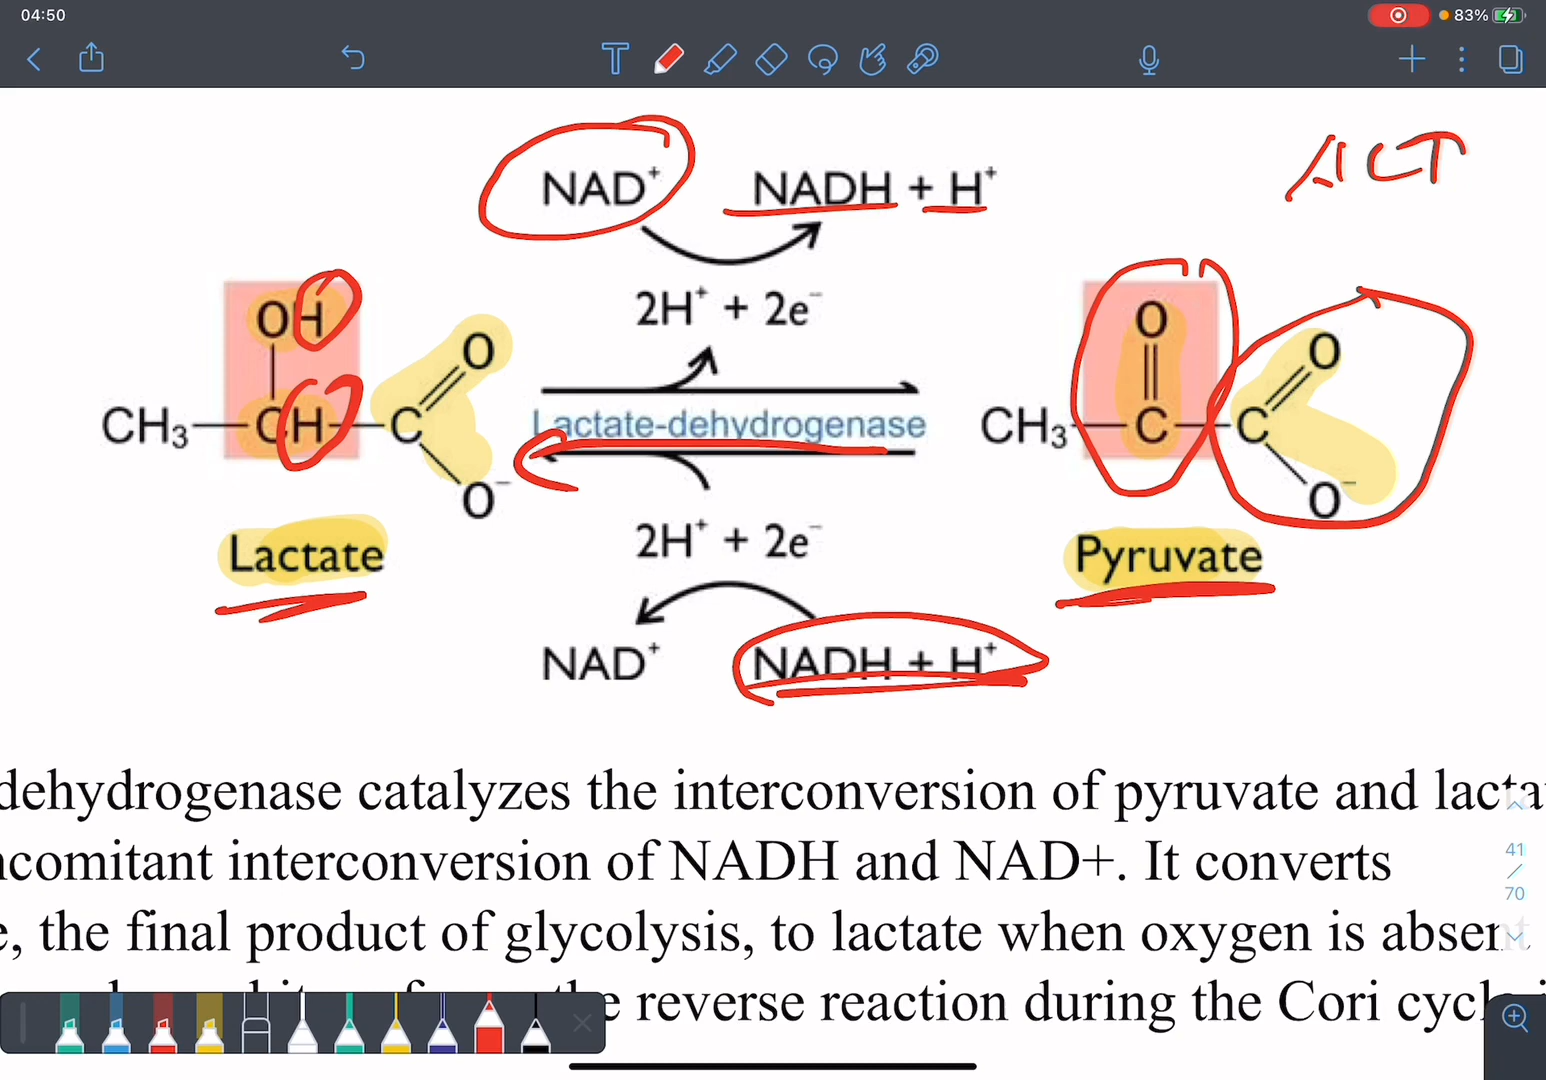 04:50
83%
ALT
NAD⁺ NADH + H⁺
2H⁺ + 2e⁻
OH
O
O
O
CH₃ CH C
Lactate-dehydrogenase
CH₃ C C
O⁻
O⁻
2H⁺ + 2e⁻
Lactate
Pyruvate
NAD⁺ NADH + H⁺
dehydrogenase catalyzes the interconversion of pyruvate and lacta
ncomitant interconversion of NADH and NAD+. It converts
41
/
70
e, the final product of glycolysis, to lactate when oxygen is absent
e reverse reaction during the Cori cycl